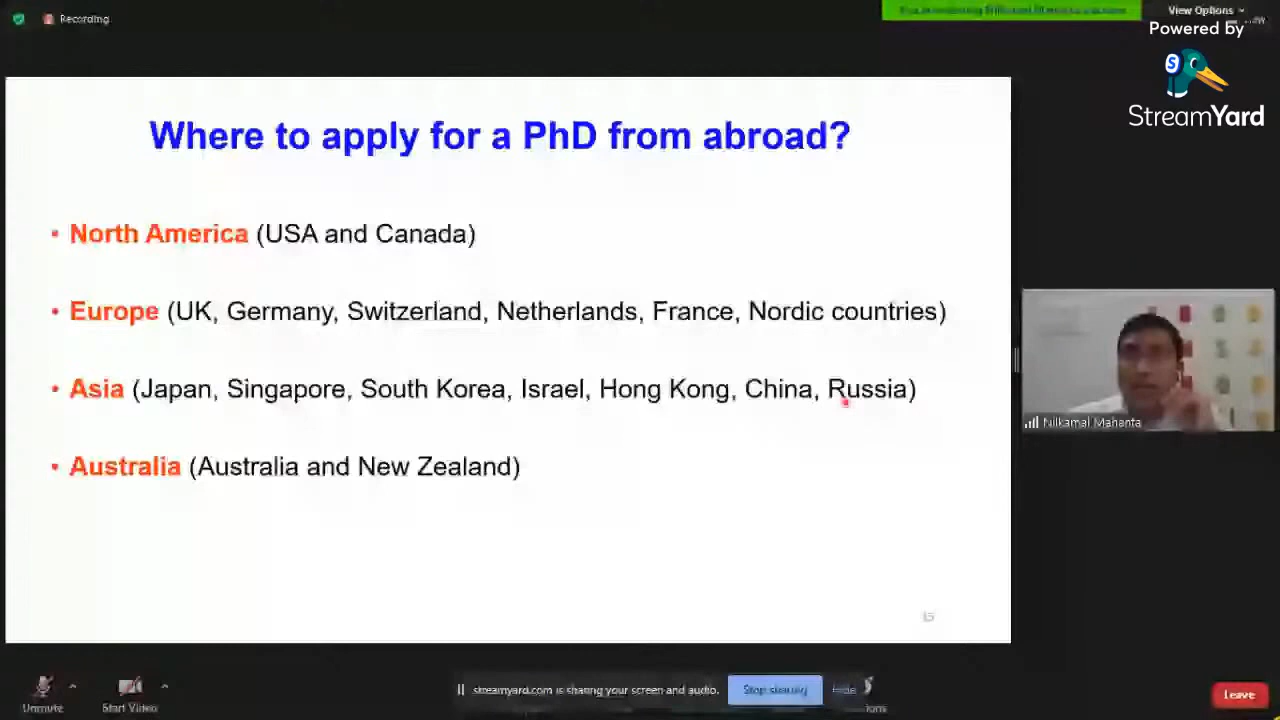 Recording
View Options
Powered by
StreamYard
Where to apply for a PhD from abroad?
• North America (USA and Canada)
• Europe (UK, Germany, Switzerland, Netherlands, France, Nordic countries)
• Asia (Japan, Singapore, South Korea, Israel, Hong Kong, China, Russia)
• Australia (Australia and New Zealand)
Nilkamal Mahanta
15
streamyard.com is sharing your screen and audio.
Stop sharing
Hide
Unmute
Start Video
Leave